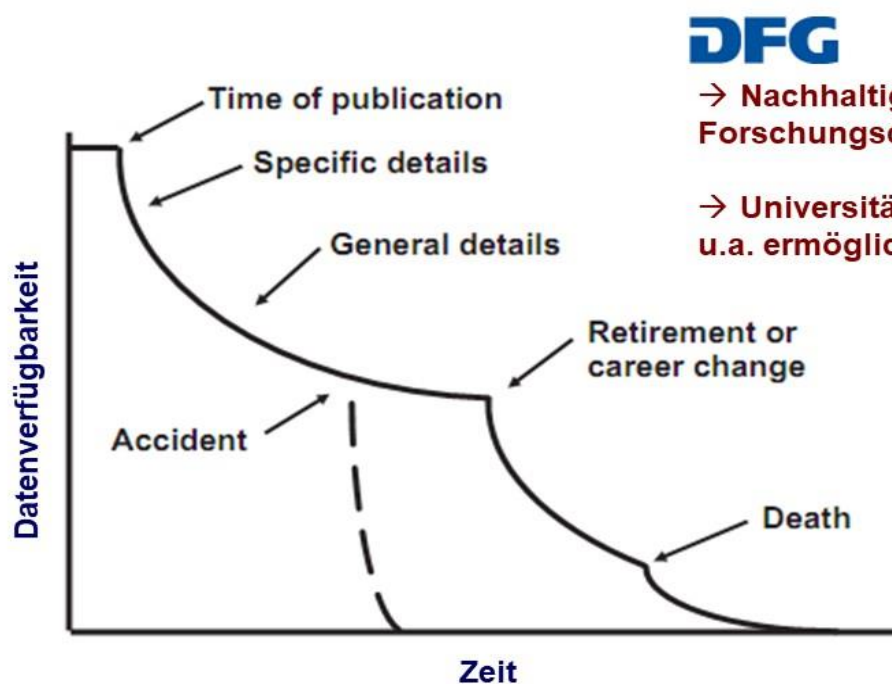 DFG
→ Nachhaltig
Forschungsd
→ Universitä
u.a. ermöglic
Time of publication
Specific details
General details
Retirement or
career change
Accident
Death
Datenverfügbarkeit
Zeit